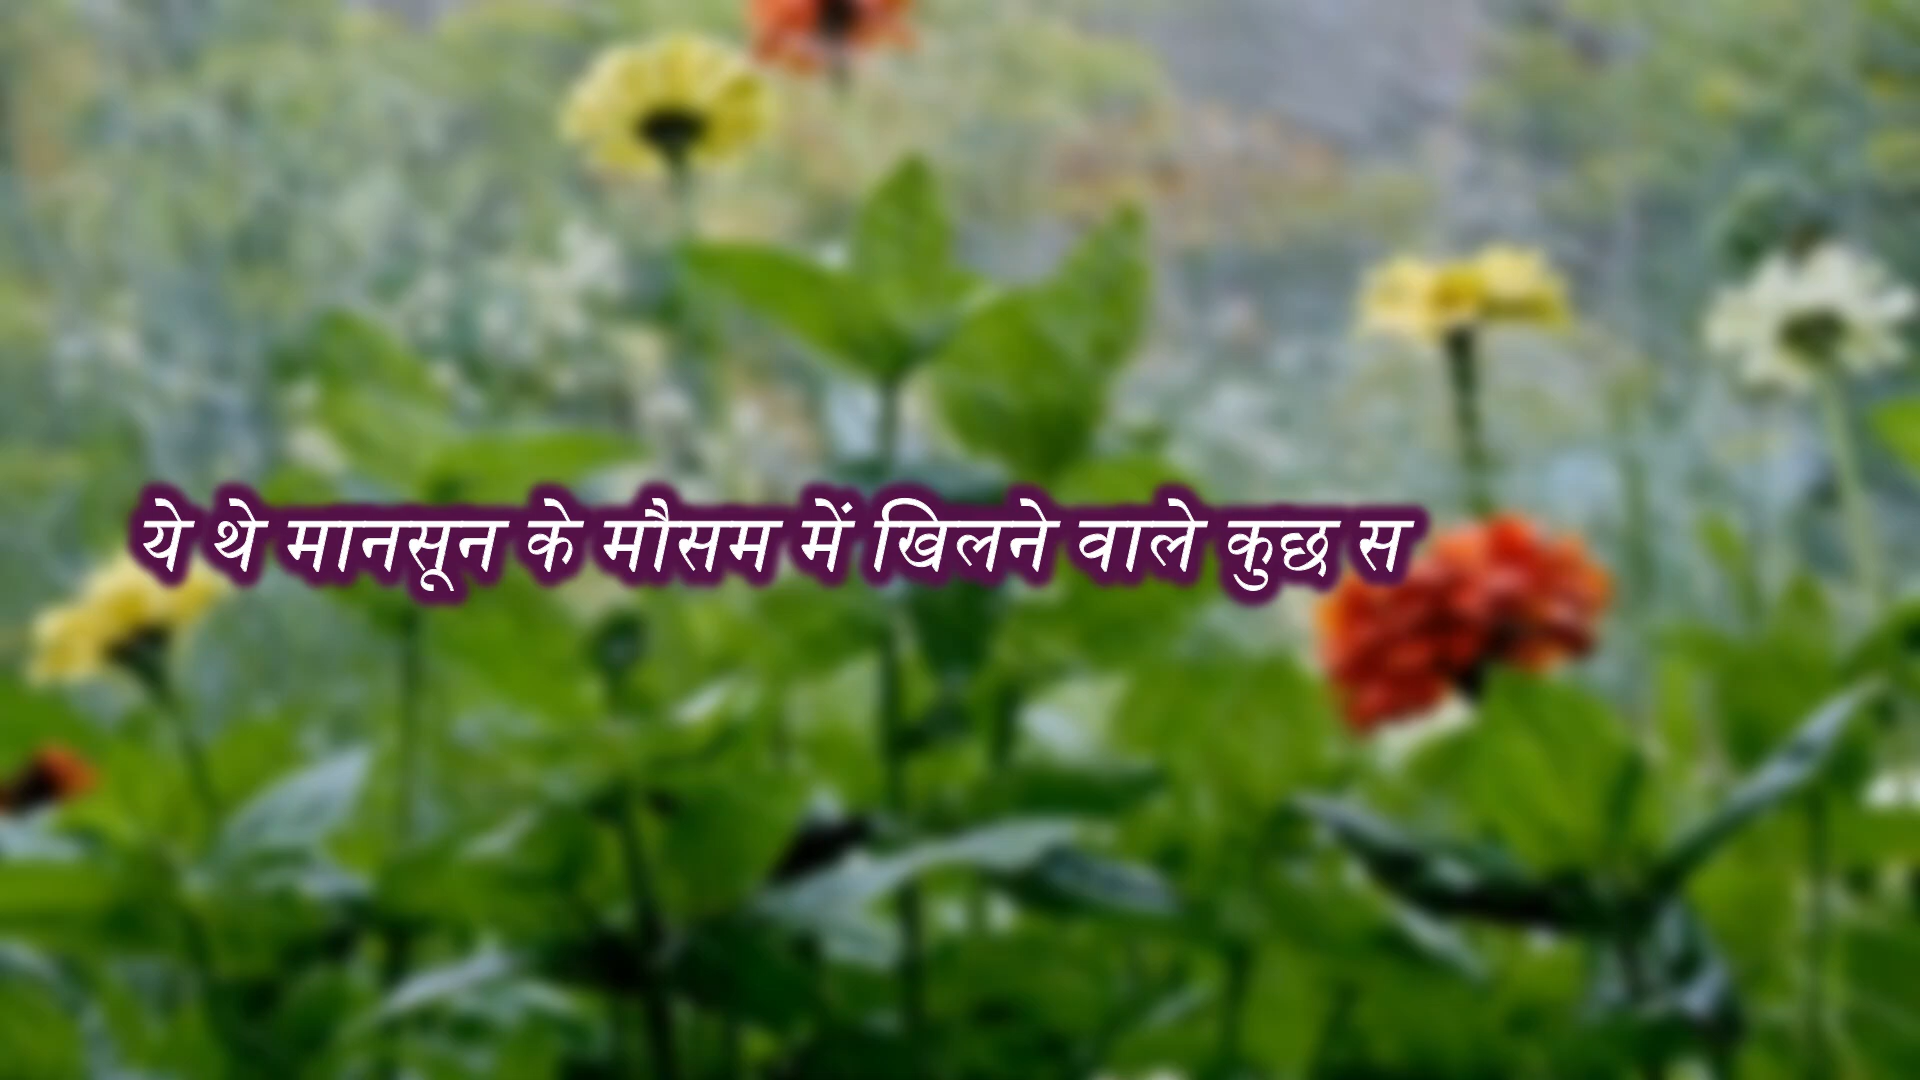 ये थे मानसून के मौसम में खिलने वाले कुछ स